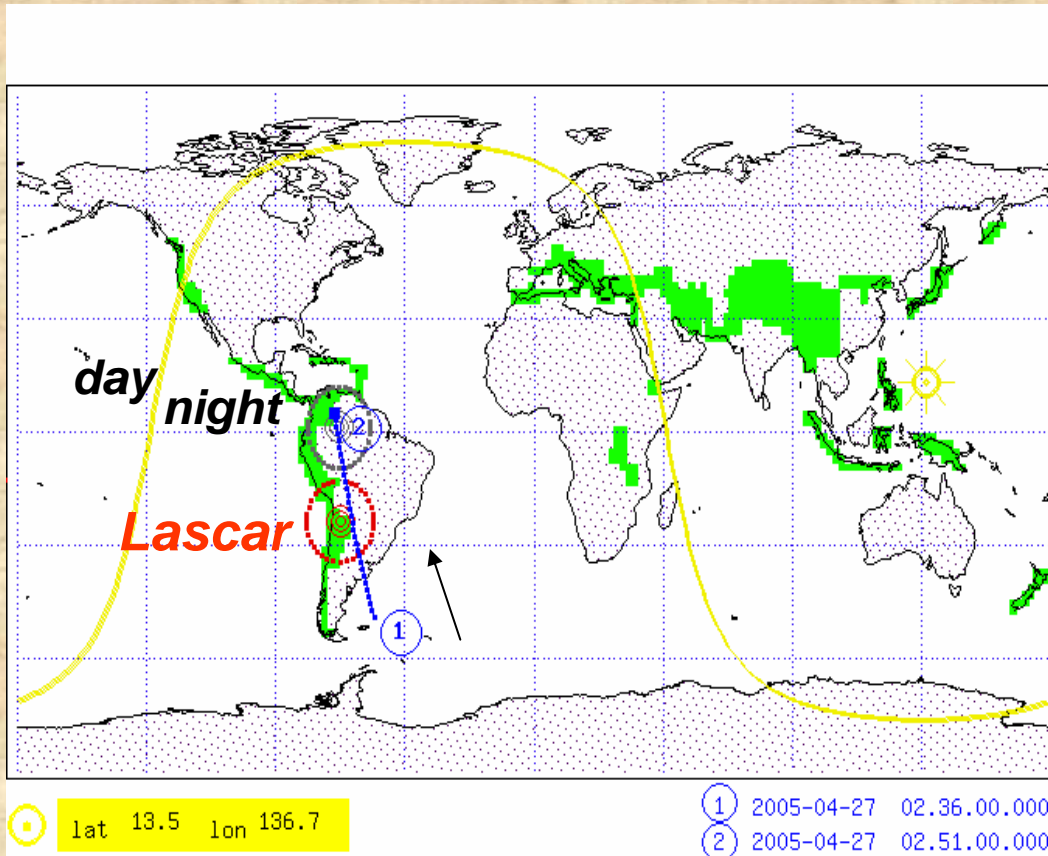 day
night
2
Lascar
1
lat 13.5 lon 136.7
1 2005-04-27 02.36.00.000
2 2005-04-27 02.51.00.000